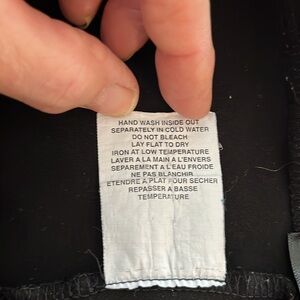 HAND WASH INSIDE OUT
SEPARATELY IN COLD WATER
DO NOT BLEACH
LAY FLAT TO DRY
IRON AT LOW TEMPERATURE
LAVER A LA MAIN A L'ENVERS
SEPAREMENT A L'EAU FROIDE
NE PAS BLANCHIR
ETENDRE A PLAT POUR SECHER
REPASSER A BASSE
TEMPERATURE